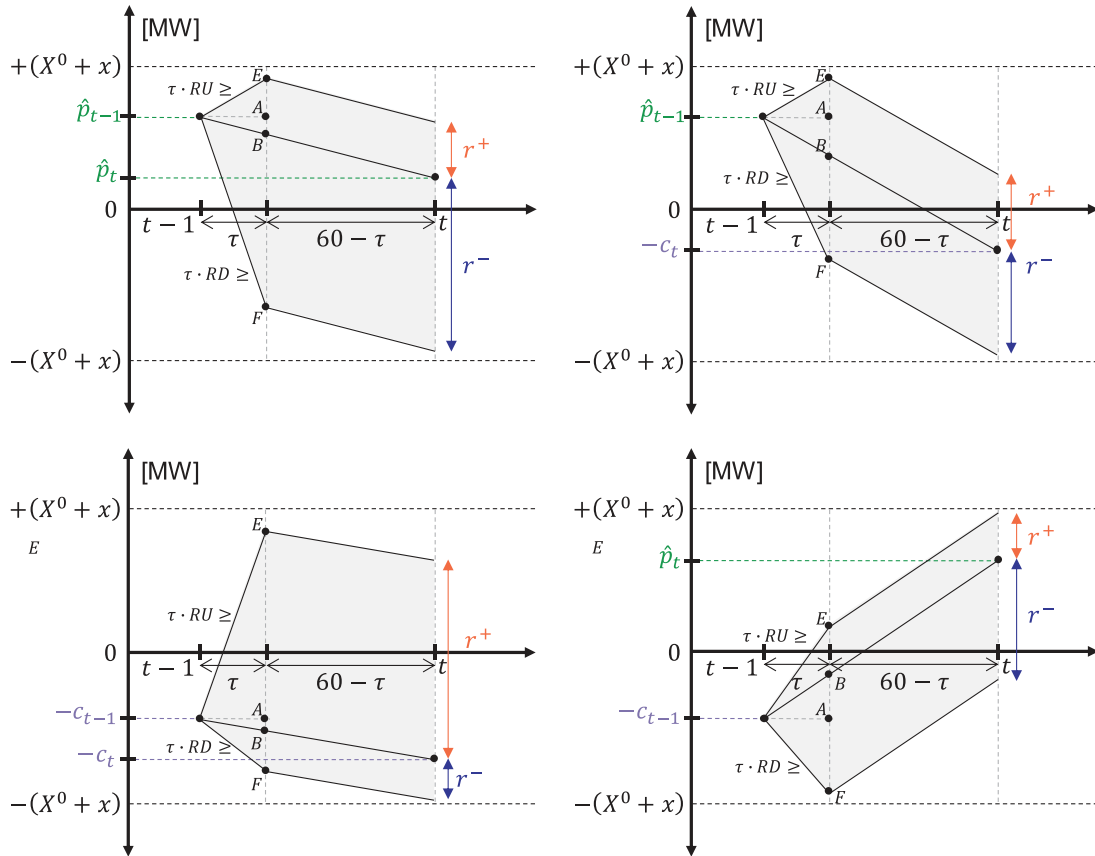 [MW]
+(X⁰ + x)
τ · RU ≥
E
p̂ₜ₋₁
A
B
r⁺
p̂ₜ
0
t − 1
τ
60 − τ
t
τ · RD ≥
r⁻
F
−(X⁰ + x)
[MW]
+(X⁰ + x)
τ · RU ≥
E
p̂ₜ₋₁
A
B
τ · RD ≥
r⁺
0
t − 1
τ
60 − τ
t
−cₜ
F
r⁻
−(X⁰ + x)
[MW]
+(X⁰ + x)
E
E
τ · RU ≥
r⁺
0
t − 1
τ
60 − τ
t
−cₜ₋₁
A
B
τ · RD ≥
−cₜ
F
r⁻
−(X⁰ + x)
[MW]
+(X⁰ + x)
E
r⁺
p̂ₜ
E
r⁻
τ · RU ≥
0
t − 1
τ
B
60 − τ
t
−cₜ₋₁
A
τ · RD ≥
F
−(X⁰ + x)